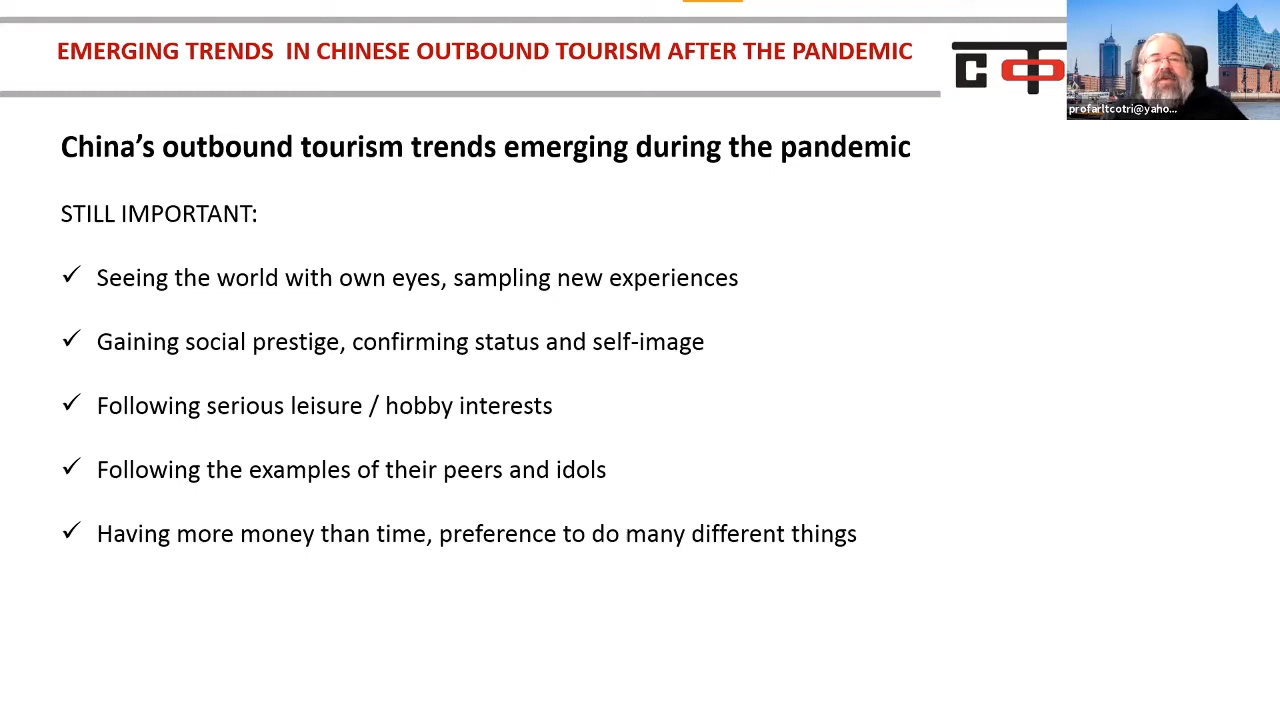 EMERGING TRENDS  IN CHINESE OUTBOUND TOURISM AFTER THE PANDEMIC
profarltcotri@yaho...
China’s outbound tourism trends emerging during the pandemic
STILL IMPORTANT:
✓ Seeing the world with own eyes, sampling new experiences
✓ Gaining social prestige, confirming status and self-image
✓ Following serious leisure / hobby interests
✓ Following the examples of their peers and idols
✓ Having more money than time, preference to do many different things